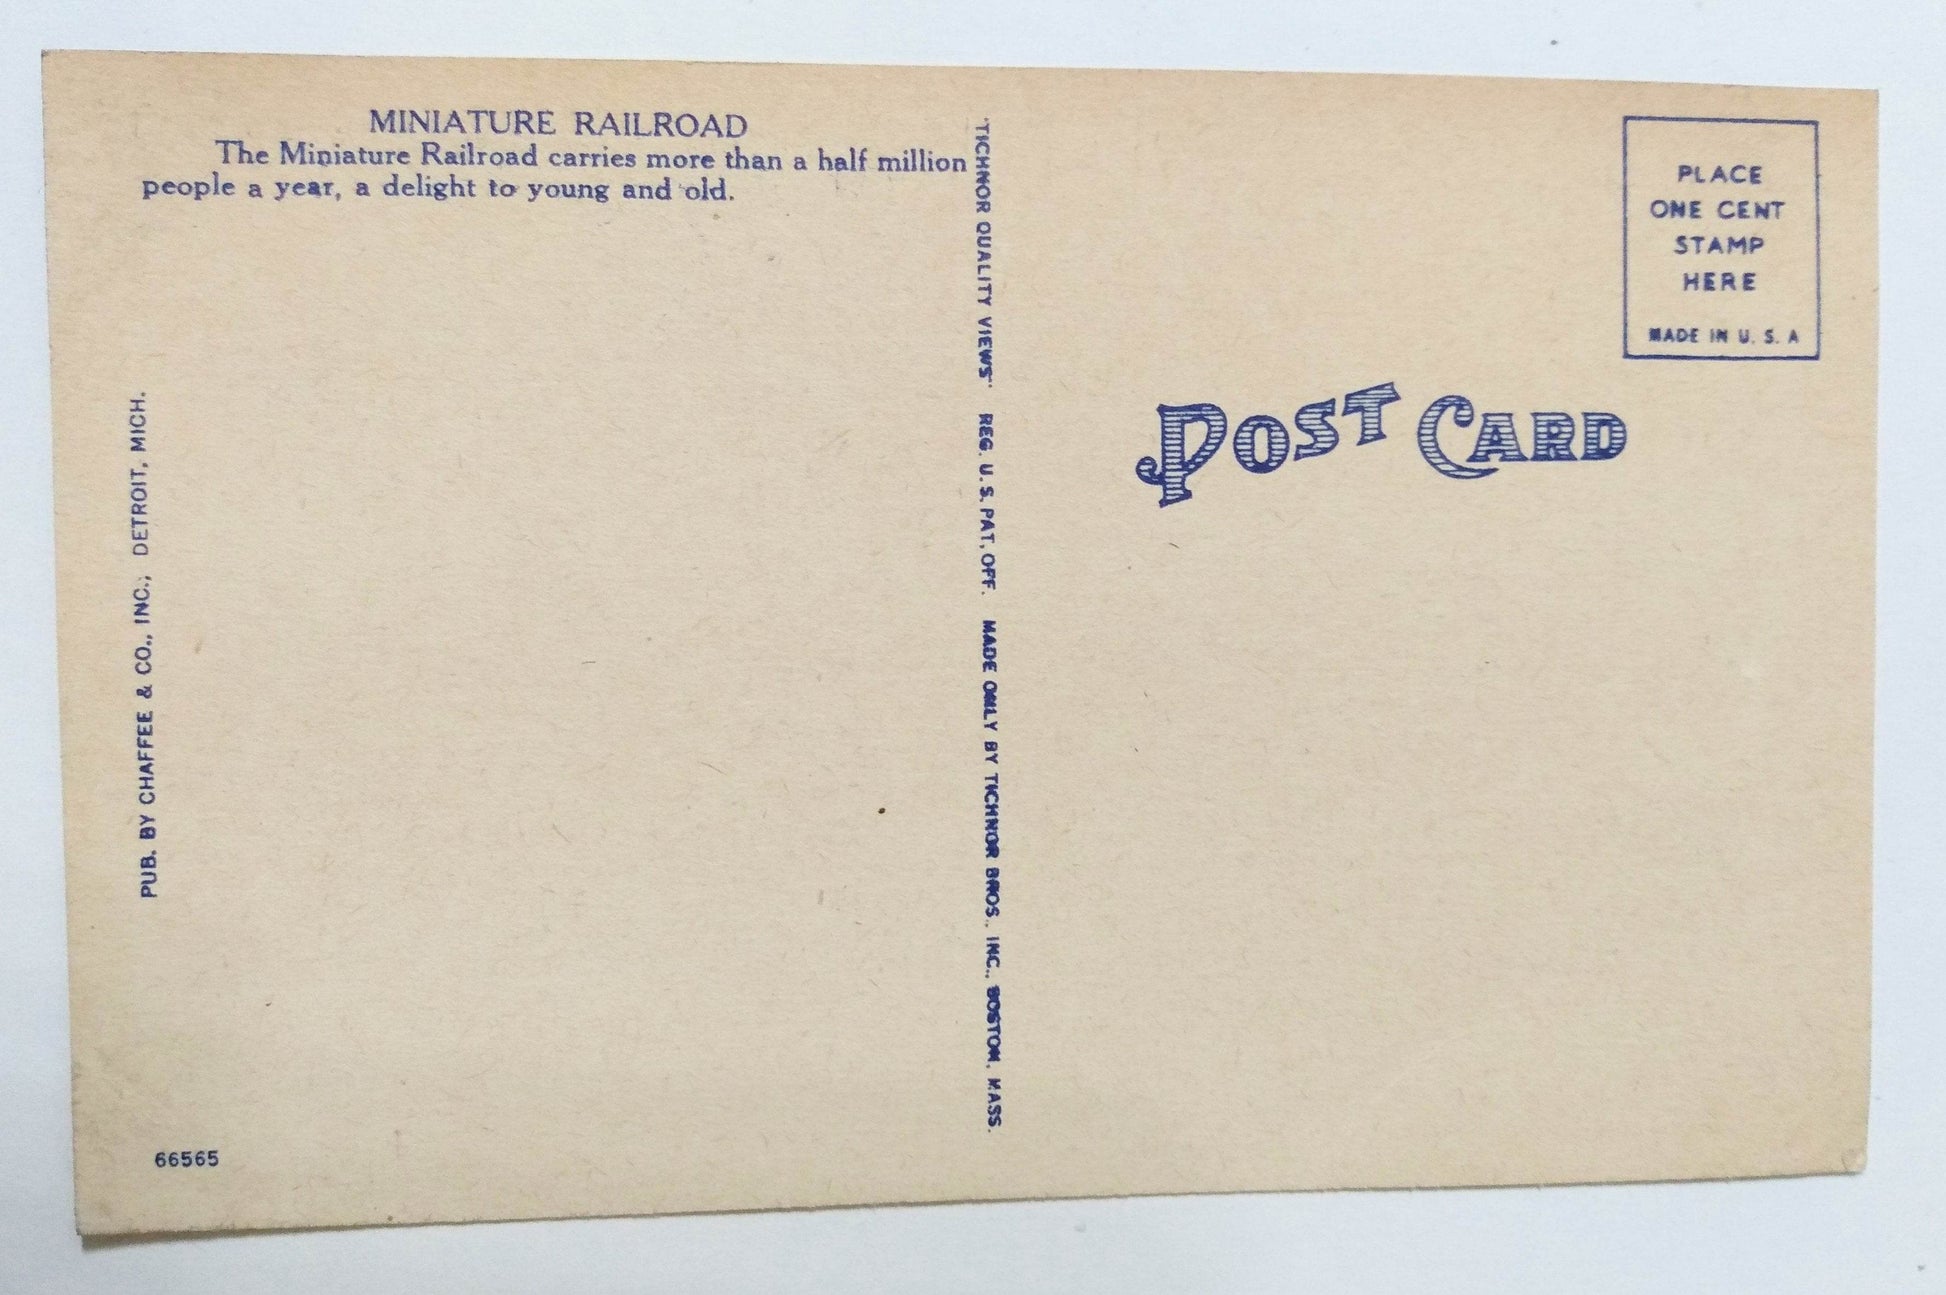 MINIATURE RAILROAD
The Miniature Railroad carries more than a half million
people a year, a delight to young and old.
PUB. BY CHAFFEE & CO., INC., DETROIT, MICH.
66565
"TICHNOR QUALITY VIEWS" REG. U. S. PAT. OFF. MADE ONLY BY TICHNOR BROS., INC., BOSTON, MASS.
PLACE
ONE CENT
STAMP
HERE
MADE IN U. S. A
POST CARD